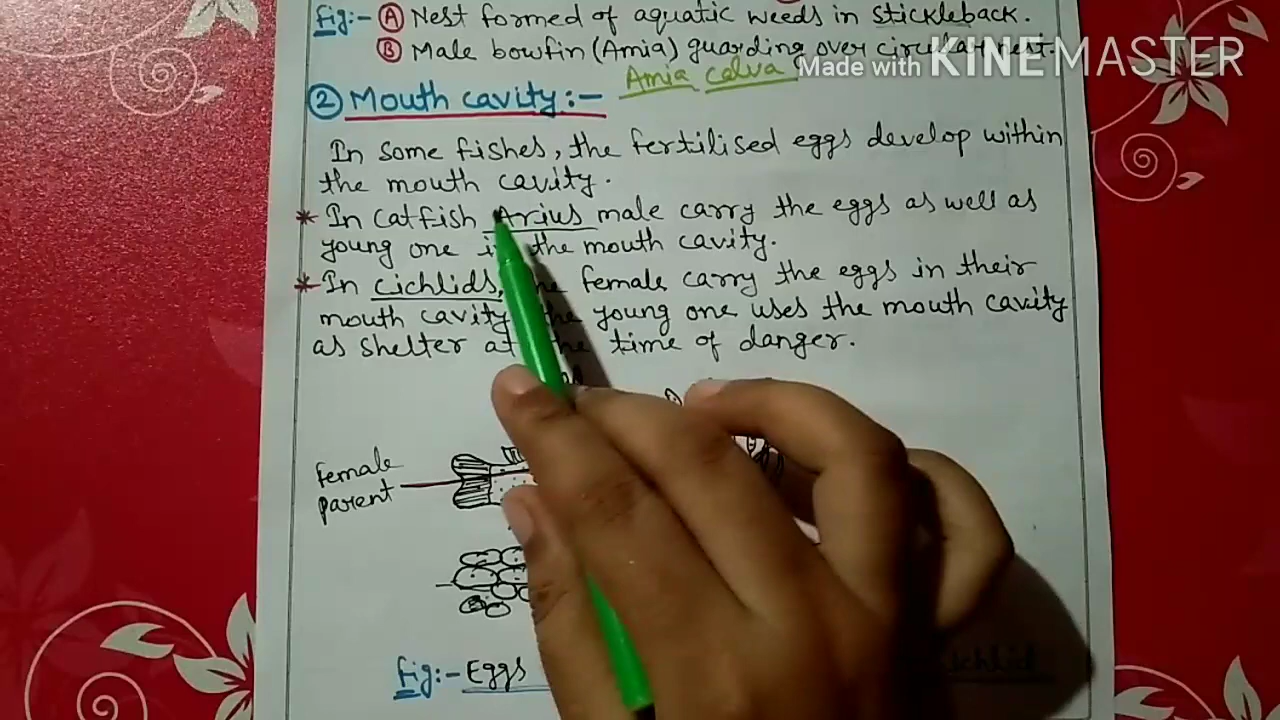 Fig:- (A) Nest formed of aquatic weeds in stickleback.
(B) Male bowfin (Amia) guarding over circular nest.
Amia calva
Made with KINEMASTER
(2) Mouth cavity:-
In some fishes, the fertilised eggs develop within
the mouth cavity.
* In catfish Arius male carry the eggs as well as
young one in the mouth cavity.
* In cichlids, the female carry the eggs in their
mouth cavity the young one uses the mouth cavity
as shelter at the time of danger.
female
parent
fig:- Eggs